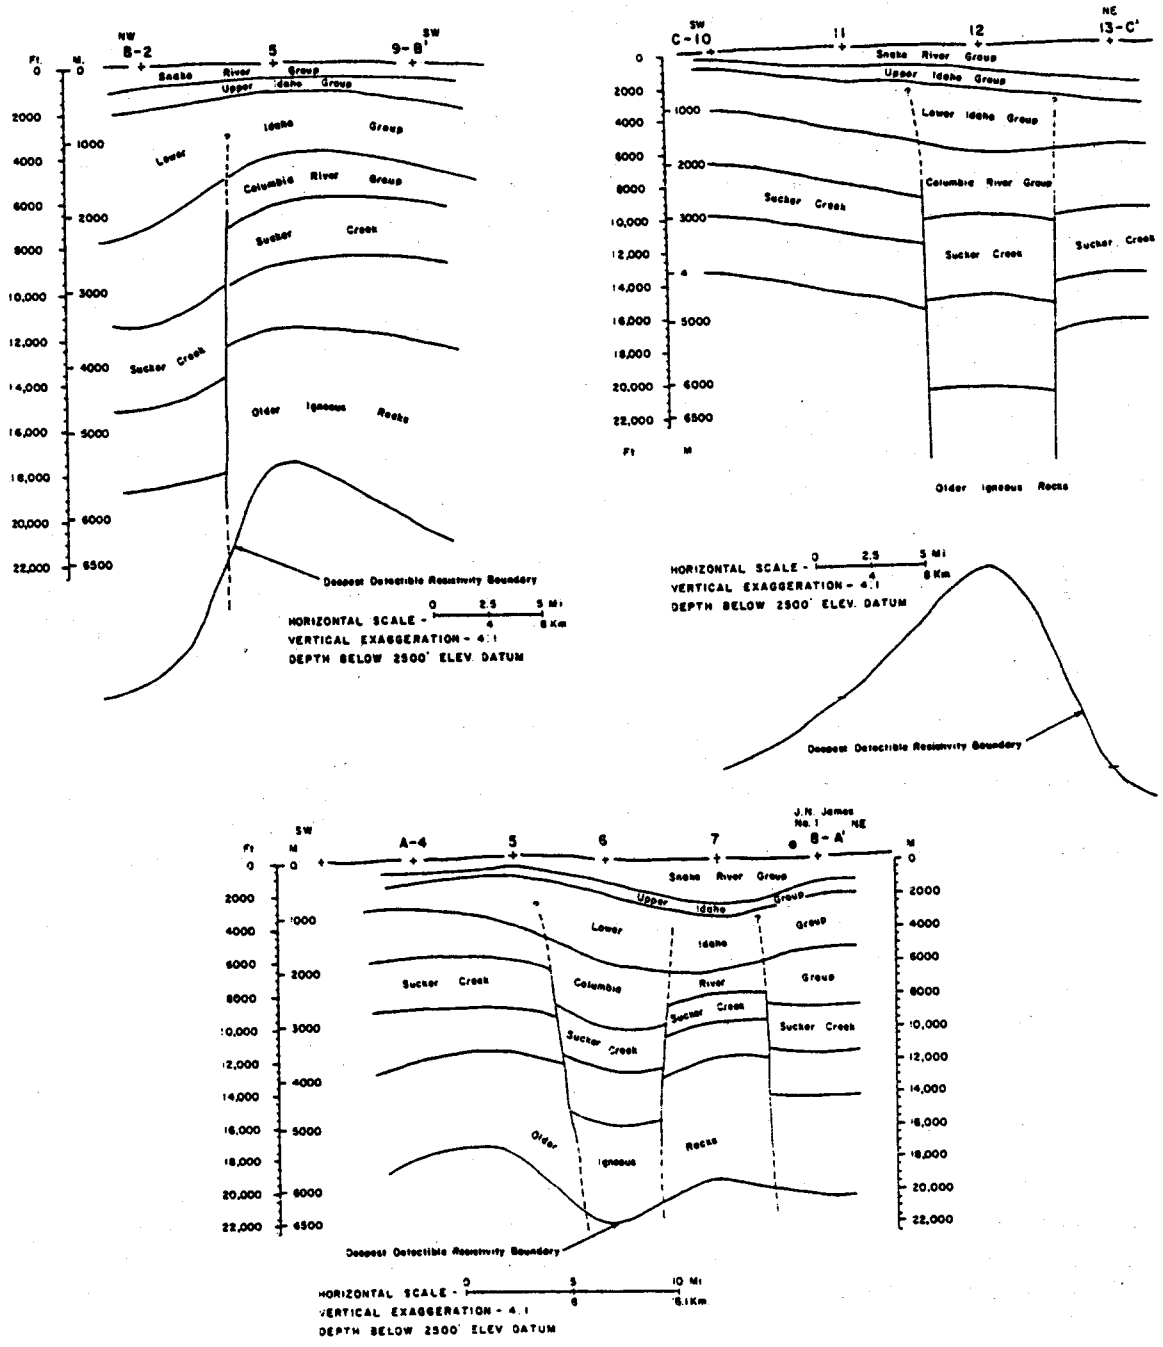 NW
B-2
5
SW
9-B'
Ft.
M.
0
0
Snake River Group
Upper Idaho Group
2000
1000
Idaho Group
Lower
4000
Columbia River Group
6000
2000
Sucker Creek
8000
10,000
3000
12,000
Sucker Creek
4000
14,000
Older Igneous Rocks
16,000
5000
18,000
20,000
6000
22,000
6500
Deepest Detectible Resistivity Boundary
0 2.5 5 Mi
HORIZONTAL SCALE -
4 8 Km
VERTICAL EXAGGERATION - 4:1
DEPTH BELOW 2500' ELEV. DATUM
SW
C-10
11
12
NE
13-C'
0
Snake River Group
Upper Idaho Group
2000
?
?
1000
Lower Idaho Group
4000
6000
2000
Columbia River Group
8000
Sucker Creek
10,000
3000
Sucker Creek
Sucker Creek
12,000
4
14,000
16,000
5000
18,000
20,000
6000
22,000
6500
Ft
M
Older Igneous Rocks
0 2.5 5 Mi
HORIZONTAL SCALE -
4 8 Km
VERTICAL EXAGGERATION - 4:1
DEPTH BELOW 2500' ELEV. DATUM
Deepest Detectible Resistivity Boundary
J.N. James
No. 1
NE
SW
A-4
5
6
7
8-A'
Ft
M
M
0
0
0
Snake River Group
2000
Upper Idaho Group
2000
1000
?
?
4000
Lower
Idaho
Group
4000
6000
2000
6000
Sucker Creek
Columbia
River
Group
8000
8000
Sucker Creek
10,000
3000
Sucker Creek
Sucker Creek
10,000
12,000
12,000
4000
14,000
14,000
16,000
5000
16,000
Older
Igneous
Rocks
18,000
18,000
20,000
6000
20,000
22,000
6500
22,000
Deepest Detectible Resistivity Boundary
0 5 10 Mi
HORIZONTAL SCALE -
VERTICAL EXAGGERATION - 4:1
DEPTH BELOW 2500' ELEV DATUM